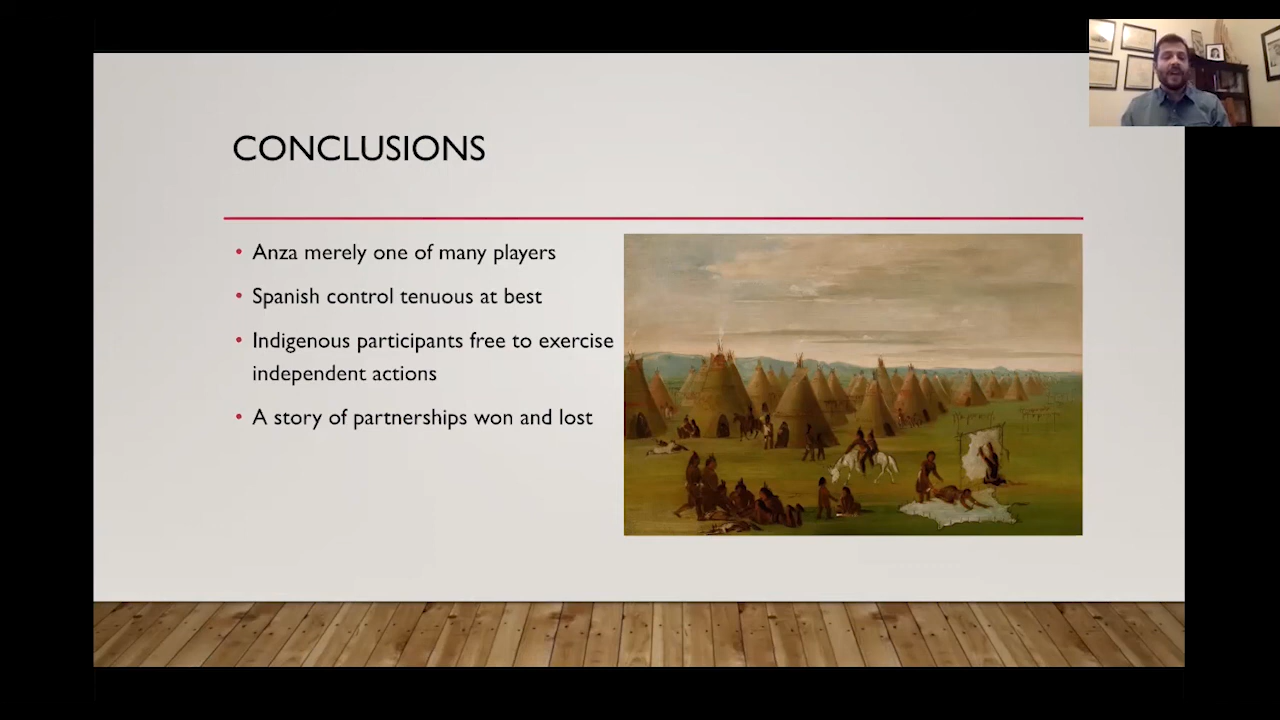 CONCLUSIONS
• Anza merely one of many players
• Spanish control tenuous at best
• Indigenous participants free to exercise
independent actions
• A story of partnerships won and lost